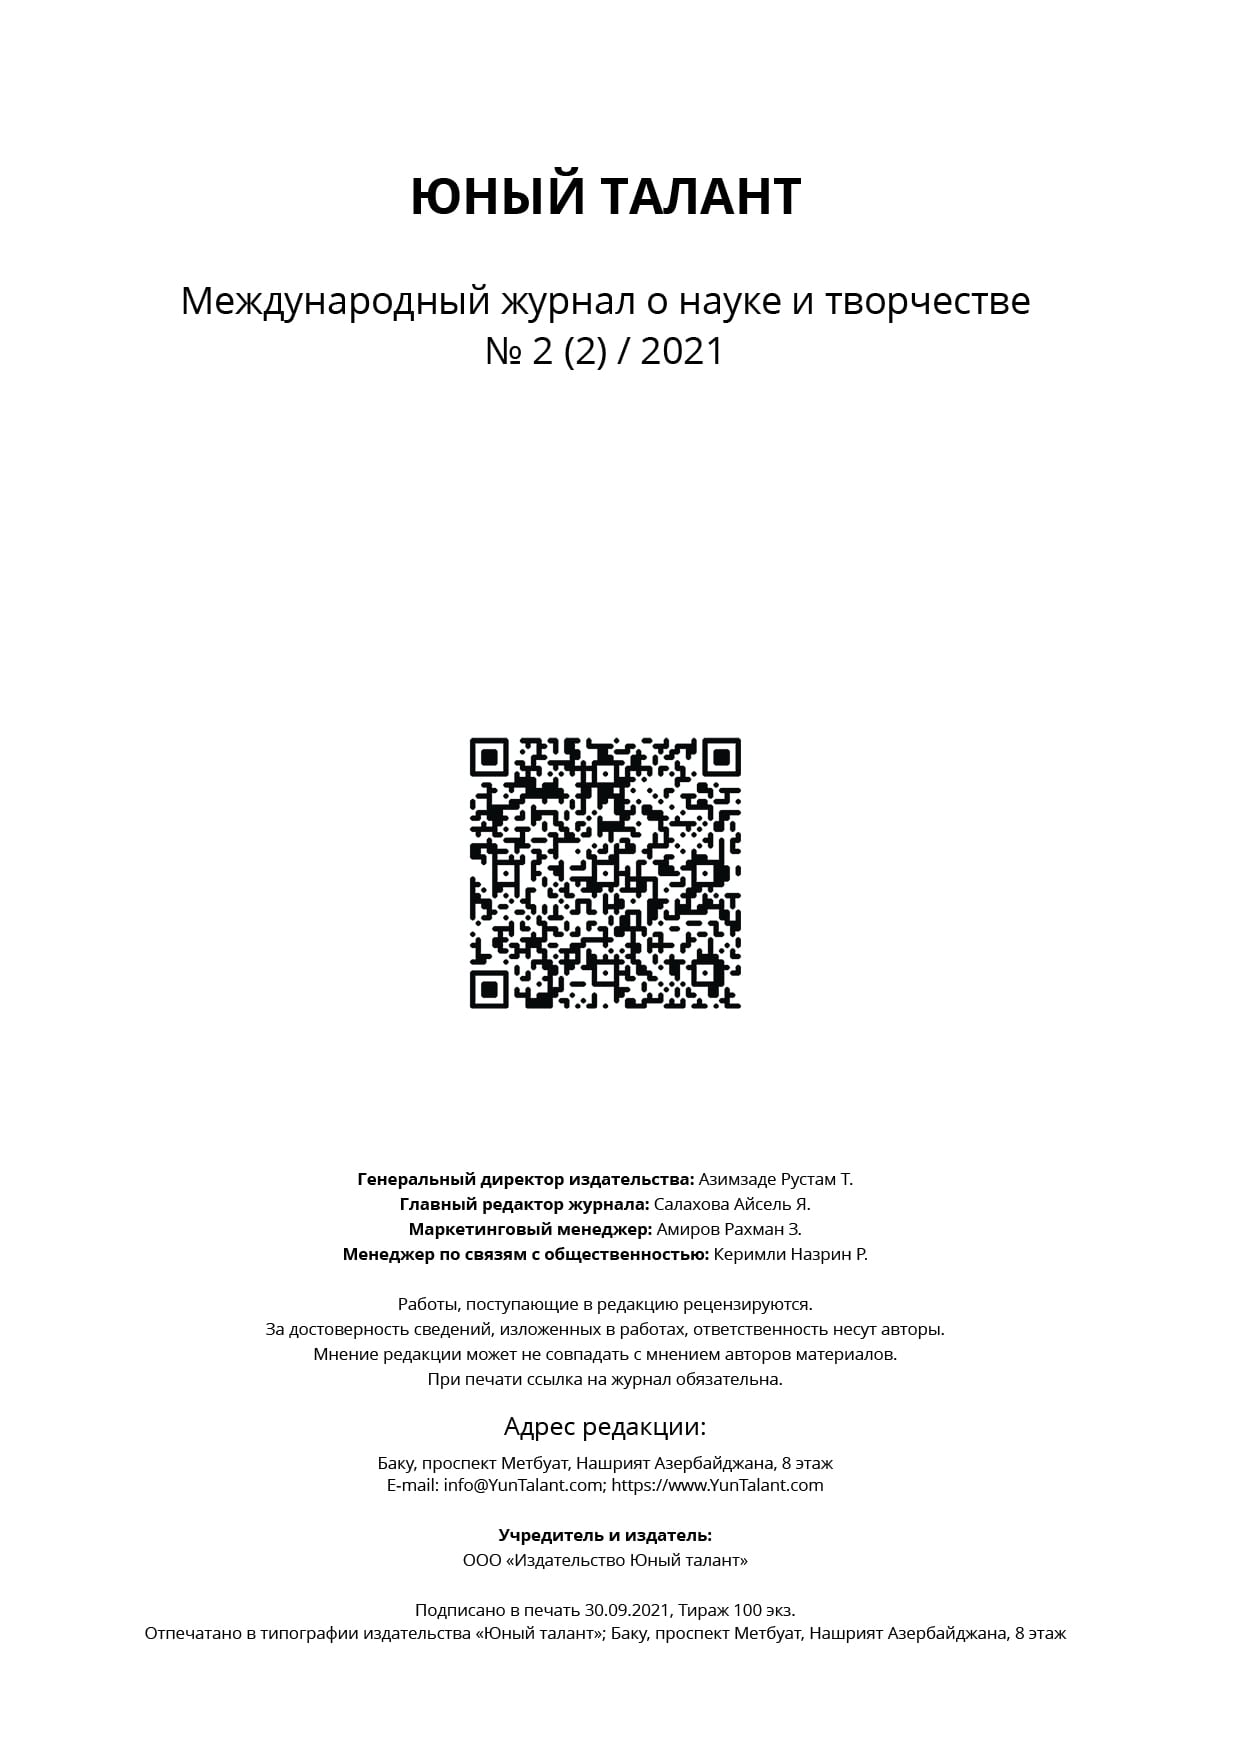 ЮНЫЙ ТАЛАНТ
Международный журнал о науке и творчестве
№ 2 (2) / 2021
Генеральный директор издательства: Азимзаде Рустам Т.
Главный редактор журнала: Салахова Айсель Я.
Маркетинговый менеджер: Амиров Рахман З.
Менеджер по связям с общественностью: Керимли Назрин Р.
Работы, поступающие в редакцию рецензируются.
За достоверность сведений, изложенных в работах, ответственность несут авторы.
Мнение редакции может не совпадать с мнением авторов материалов.
При печати ссылка на журнал обязательна.
Адрес редакции:
Баку, проспект Метбуат, Нашрият Азербайджана, 8 этаж
E-mail: info@YunTalant.com; https://www.YunTalant.com
Учредитель и издатель:
ООО «Издательство Юный талант»
Подписано в печать 30.09.2021, Тираж 100 экз.
Отпечатано в типографии издательства «Юный талант»; Баку, проспект Метбуат, Нашрият Азербайджана, 8 этаж